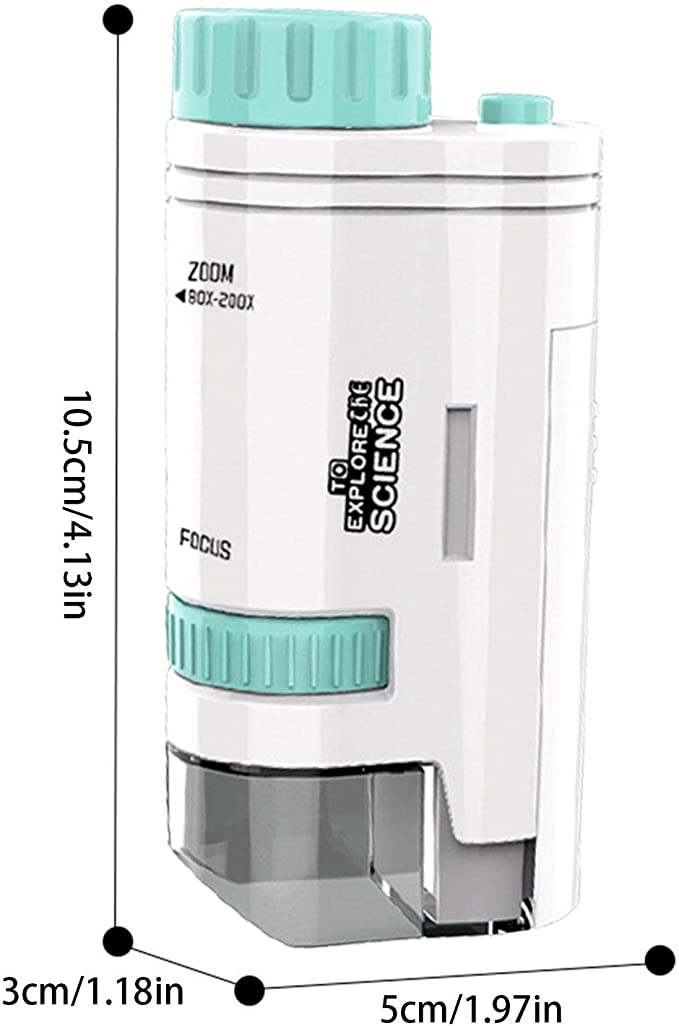 ZOOM
◀80X-200X
TO
EXPLORE the
SCIENCE
FOCUS
10.5cm/4.13in
3cm/1.18in
5cm/1.97in